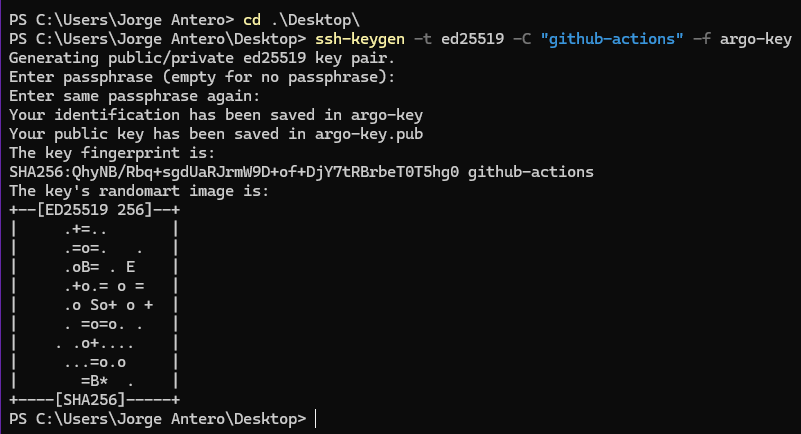 PS C:\Users\Jorge Antero> cd .\Desktop\
PS C:\Users\Jorge Antero\Desktop> ssh-keygen -t ed25519 -C "github-actions" -f argo-key
Generating public/private ed25519 key pair.
Enter passphrase (empty for no passphrase):
Enter same passphrase again:
Your identification has been saved in argo-key
Your public key has been saved in argo-key.pub
The key fingerprint is:
SHA256:QhyNB/Rbq+sgdUaRJrmW9D+of+DjY7tRBrbeT0T5hg0 github-actions
The key's randomart image is:
+--[ED25519 256]--+
|     .+=..       |
|     .=o=.   .   |
|     .oB= . E    |
|     .+o.= o =   |
|     .o So+ o +  |
|     . =o=o. .   |
|    . .o+....    |
|     ...=o.o     |
|       =B*  .    |
+----[SHA256]-----+
PS C:\Users\Jorge Antero\Desktop>